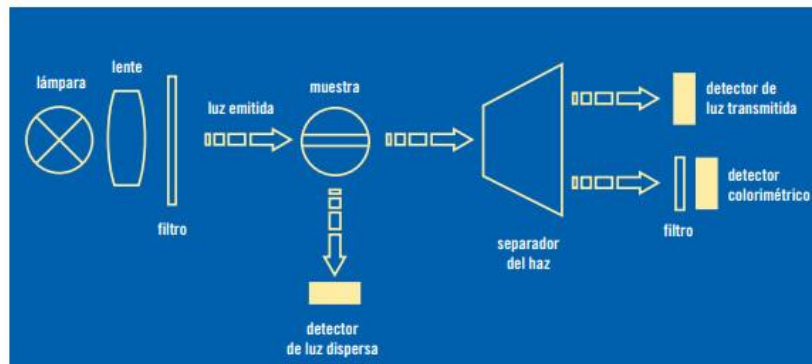 lámpara
lente
filtro
luz emitida
muestra
detector
de luz dispersa
separador
del haz
detector de
luz transmitida
filtro
detector
colorimétrico